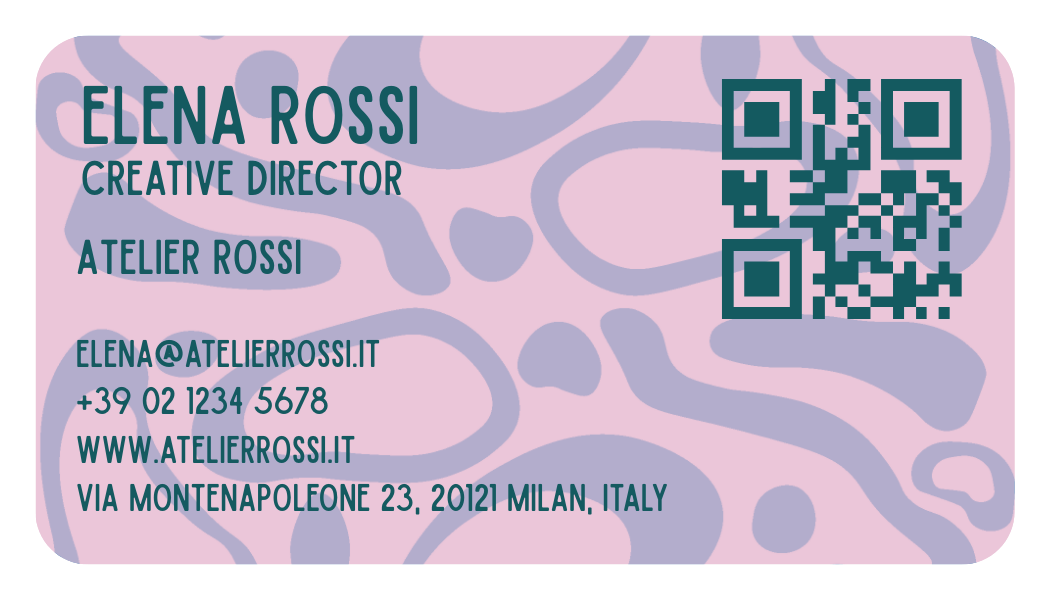 ELENA ROSSI
CREATIVE DIRECTOR
ATELIER ROSSI
ELENA@ATELIERROSSI.IT
+39 02 1234 5678
WWW.ATELIERROSSI.IT
VIA MONTENAPOLEONE 23, 20121 MILAN, ITALY